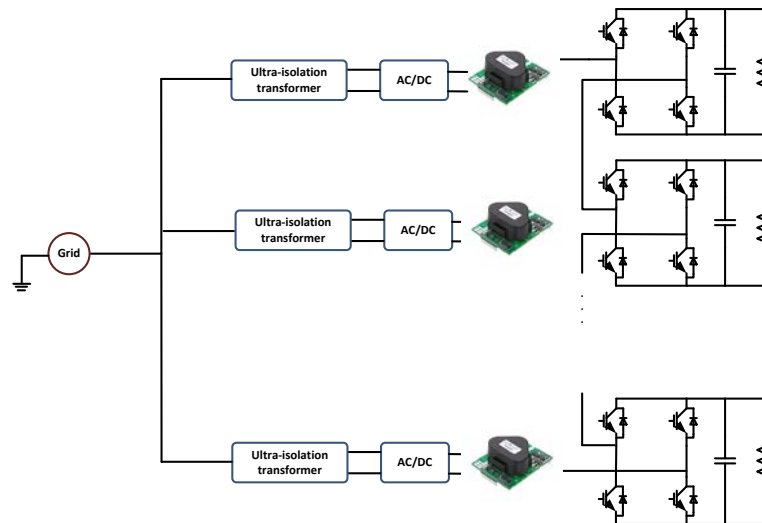 Ultra-isolation
transformer
AC/DC
Ultra-isolation
transformer
AC/DC
Grid
Ultra-isolation
transformer
AC/DC